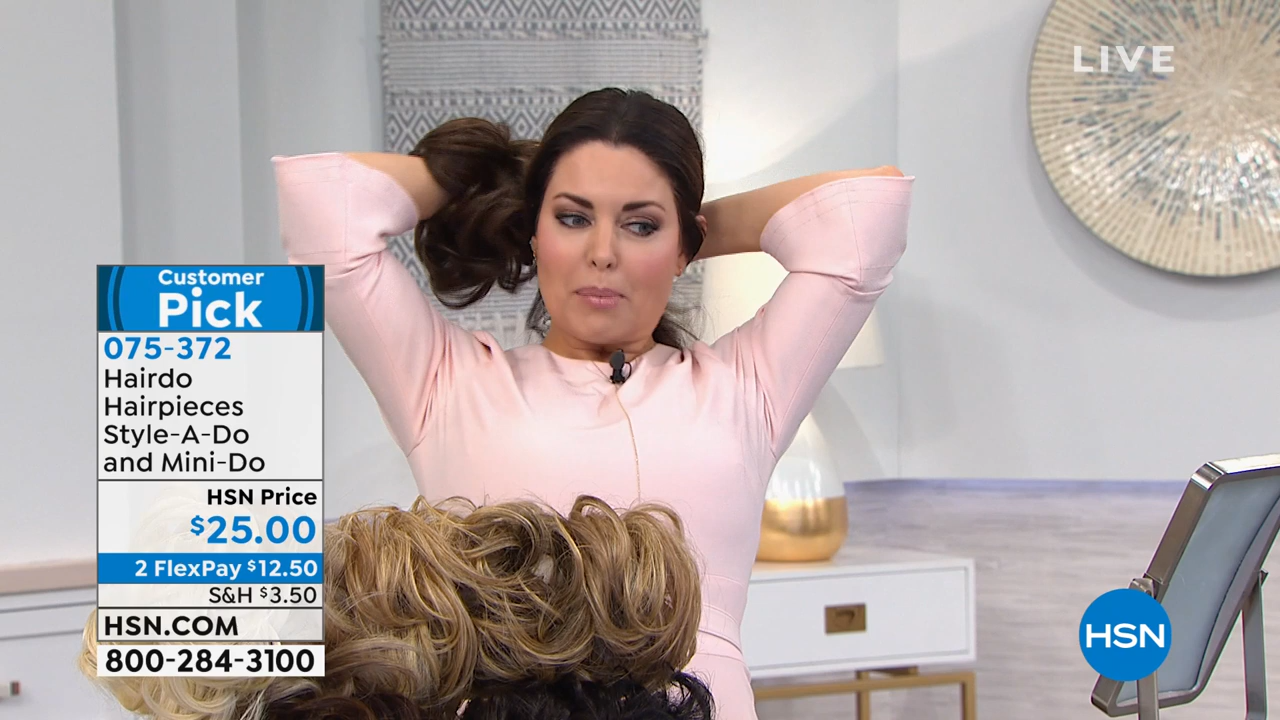 LIVE
Customer
Pick
075-372
Hairdo
Hairpieces
Style-A-Do
and Mini-Do
HSN Price
$25.00
2 FlexPay $12.50
S&H $3.50
HSN.COM
800-284-3100
HSN